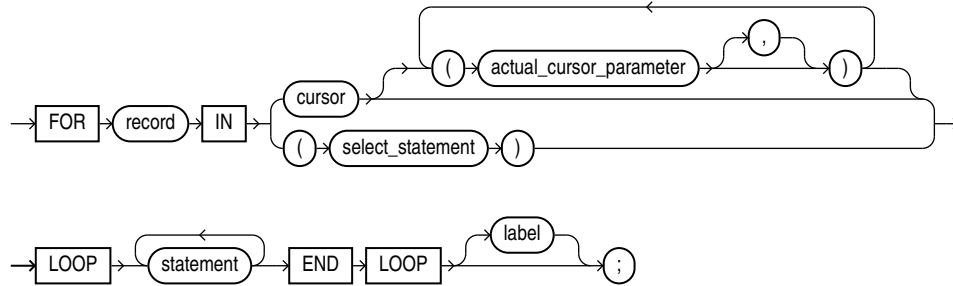 ( actual_cursor_parameter , )
cursor
FOR record IN
( select_statement )
label
LOOP statement END LOOP ;